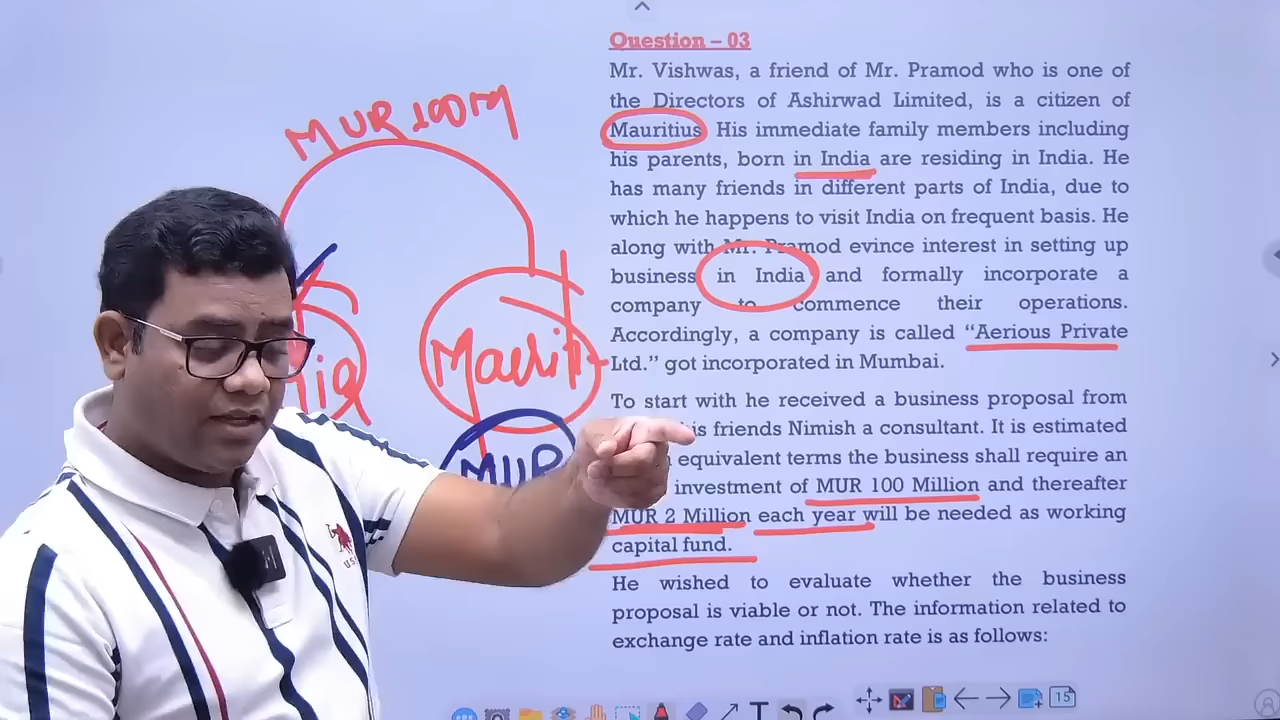 Question – 03
Mr. Vishwas, a friend of Mr. Pramod who is one of
the Directors of Ashirwad Limited, is a citizen of
Mauritius. His immediate family members including
his parents, born in India are residing in India. He
has many friends in different parts of India, due to
which he happens to visit India on frequent basis. He
along with Mr. Pramod evince interest in setting up
business in India and formally incorporate a
company to commence their operations.
Accordingly, a company is called “Aerious Private
Ltd.” got incorporated in Mumbai.
To start with he received a business proposal from
is friends Nimish a consultant. It is estimated
equivalent terms the business shall require an
investment of MUR 100 Million and thereafter
MUR 2 Million each year will be needed as working
capital fund.
He wished to evaluate whether the business
proposal is viable or not. The information related to
exchange rate and inflation rate is as follows:
MUR 100 M
Mauriti
MUR
15